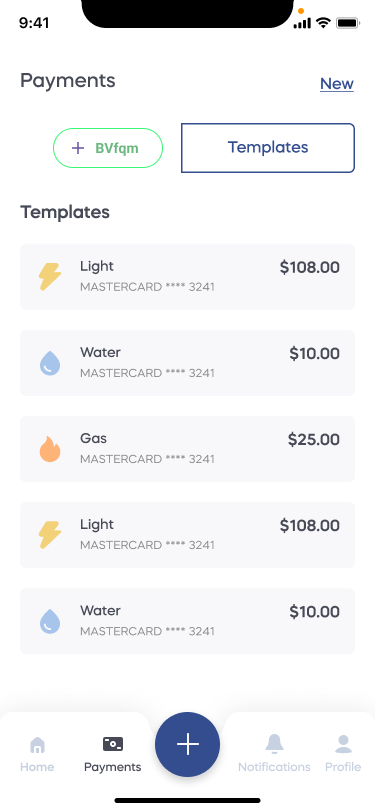 9:41
Payments
New
BVfqm
Templates
Templates
Light
$108.00
MASTERCARD **** 3241
Water
$10.00
MASTERCARD **** 3241
Gas
$25.00
MASTERCARD **** 3241
Light
$108.00
MASTERCARD **** 3241
Water
$10.00
MASTERCARD **** 3241
Home
Payments
Notifications
Profile